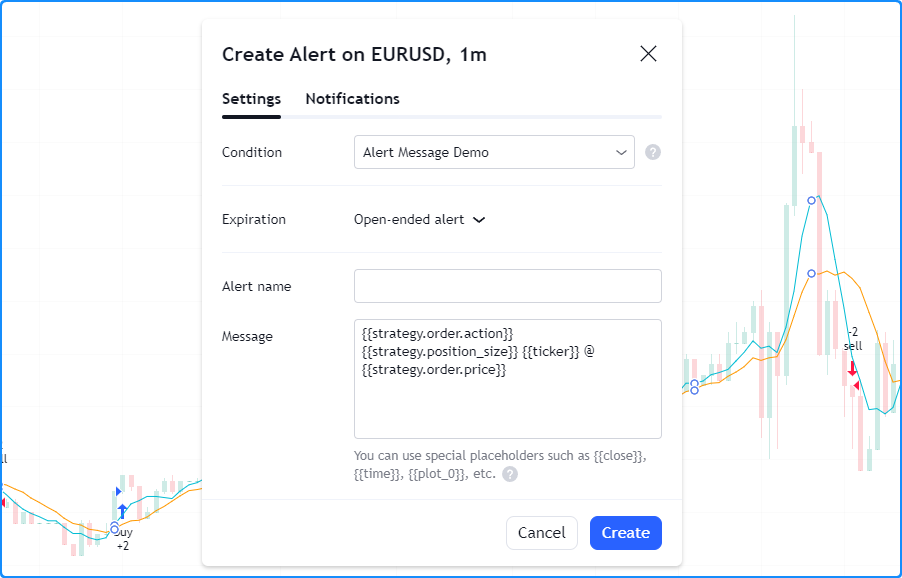 Create Alert on EURUSD, 1m
Settings Notifications
Condition
Alert Message Demo
?
Expiration
Open-ended alert
Alert name
Message
{{strategy.order.action}}
{{strategy.position_size}} {{ticker}} @
{{strategy.order.price}}
You can use special placeholders such as {{close}},
{{time}}, {{plot_0}}, etc. ?
Cancel Create
-2
sell
+2